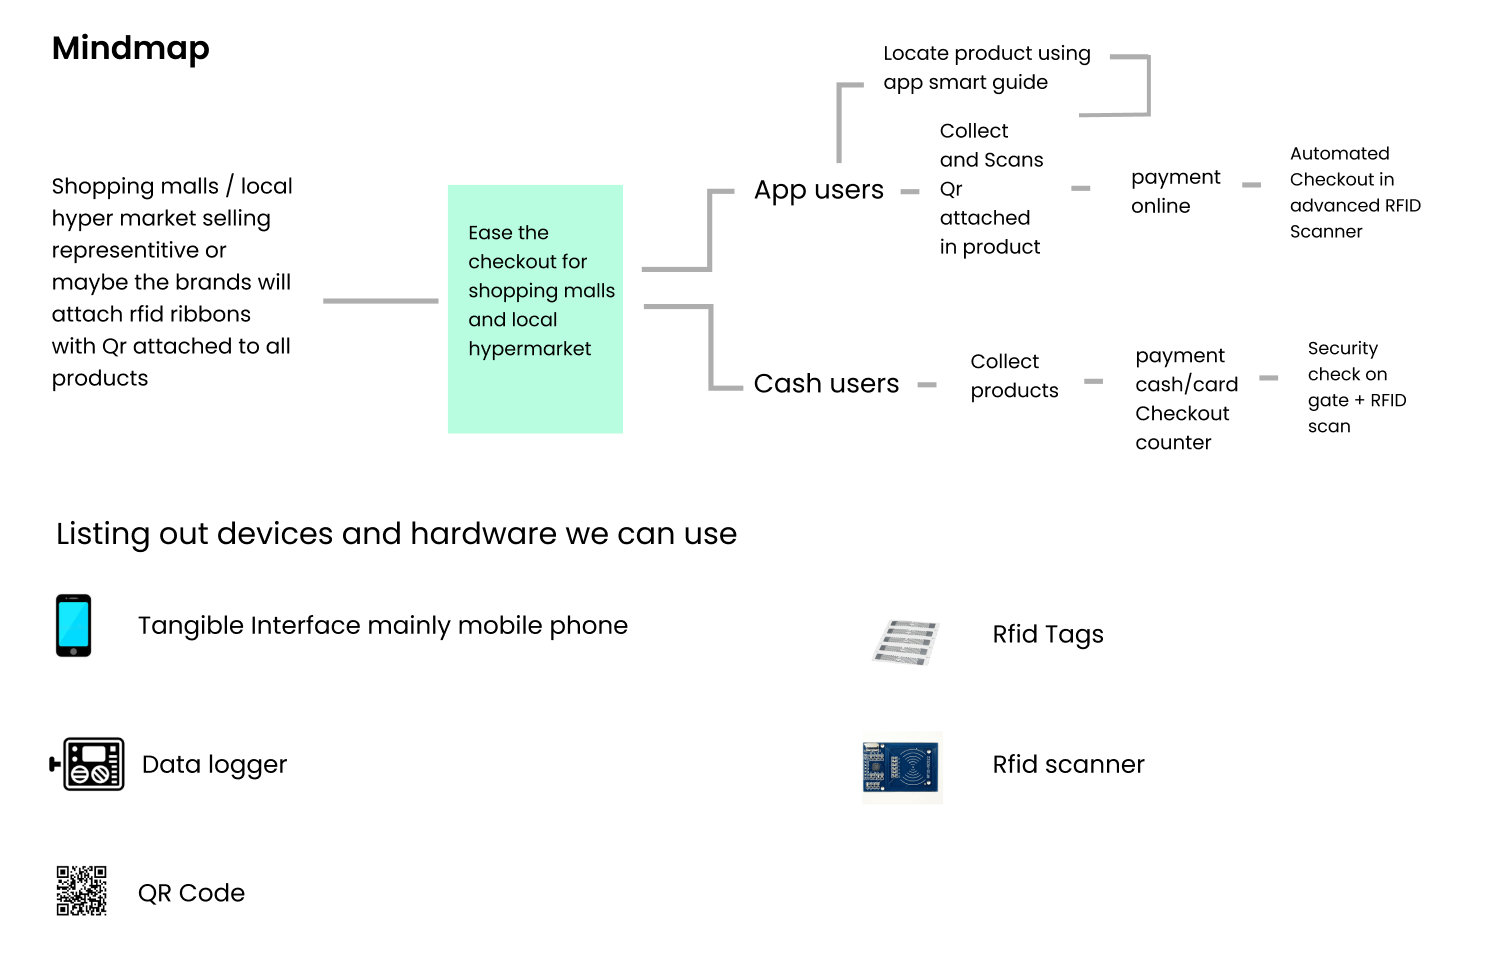 Mindmap
Shopping malls / local
hyper market selling
representitive or
maybe the brands will
attach rfid ribbons
with Qr attached to all
products
Ease the
checkout for
shopping malls
and local
hypermarket
App users
Locate product using
app smart guide
Collect
and Scans
Qr
attached
in product
payment
online
Automated
Checkout in
advanced RFID
Scanner
Cash users
Collect
products
payment
cash/card
Checkout
counter
Security
check on
gate + RFID
scan
Listing out devices and hardware we can use
Tangible Interface mainly mobile phone
Rfid Tags
Data logger
Rfid scanner
QR Code